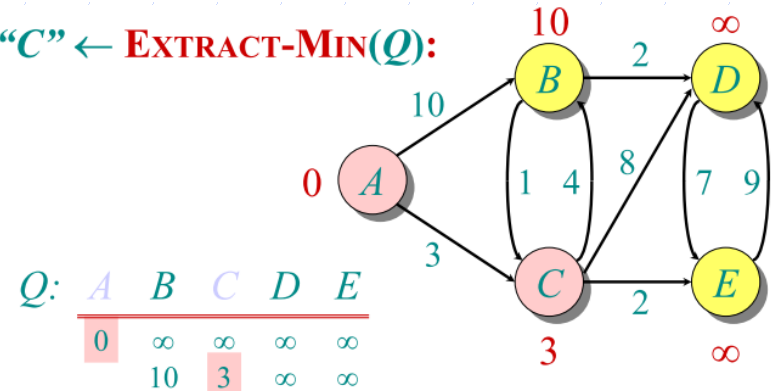 “C” ← EXTRACT-MIN(Q):
10
∞
B
2
D
10
0
A
1
4
8
7
9
3
C
2
E
3
∞
Q: A B C D E
0 ∞ ∞ ∞ ∞
10 3 ∞ ∞